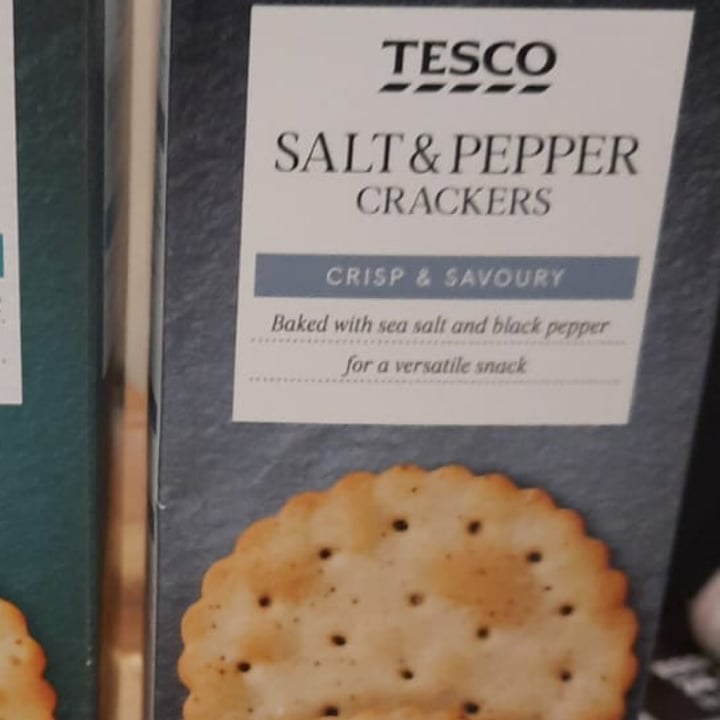 TESCO
SALT & PEPPER
CRACKERS
CRISP & SAVOURY
Baked with sea salt and black pepper
for a versatile snack